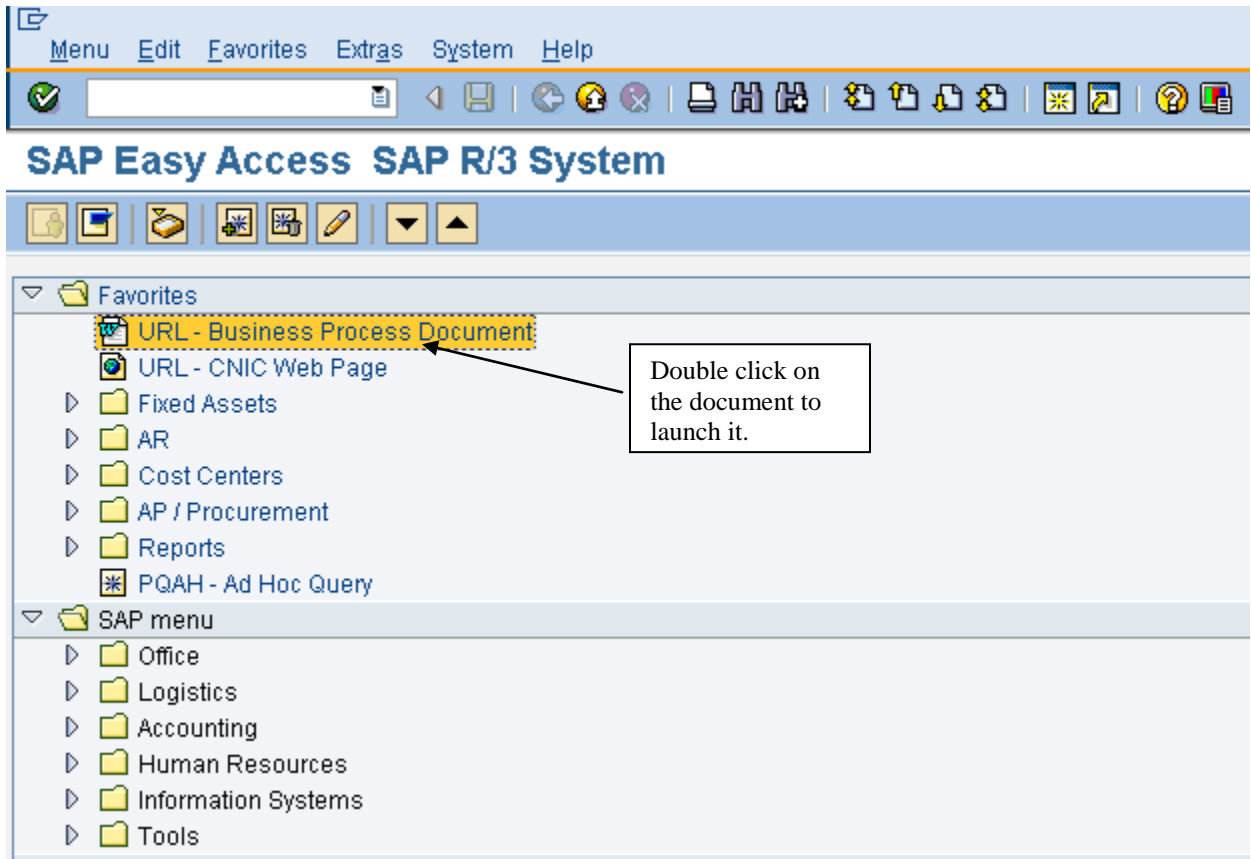 Menu Edit Favorites Extras System Help
SAP Easy Access SAP R/3 System
Favorites
URL - Business Process Document
URL - CNIC Web Page
Double click on
the document to
launch it.
Fixed Assets
AR
Cost Centers
AP / Procurement
Reports
PQAH - Ad Hoc Query
SAP menu
Office
Logistics
Accounting
Human Resources
Information Systems
Tools